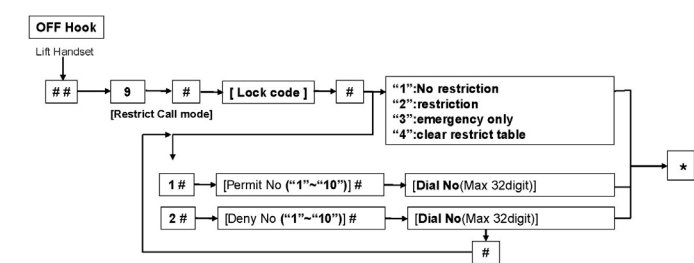 OFF Hook
Lift Handset
# # 9 # [ Lock code ] #
[Restrict Call mode]
“1”:No restriction
“2”:restriction
“3”:emergency only
“4”:clear restrict table
*
1 # [Permit No (“1”~“10”)] # [Dial No(Max 32digit)]
2 # [Deny No (“1”~“10”)] # [Dial No(Max 32digit)]
#